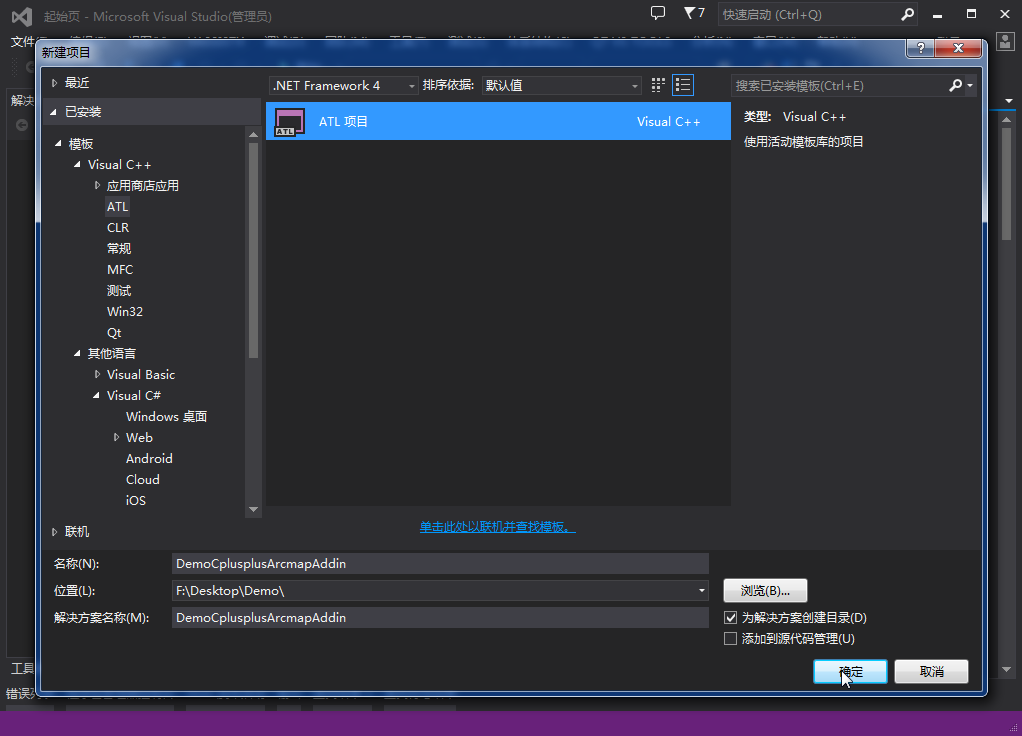 起始页 - Microsoft Visual Studio(管理员)
7
快速启动 (Ctrl+Q)
新建项目
?
最近
.NET Framework 4
排序依据:
默认值
搜索已安装模板(Ctrl+E)
已安装
ATL
ATL 项目
Visual C++
类型: Visual C++
使用活动模板库的项目
模板
Visual C++
应用商店应用
ATL
CLR
常规
MFC
测试
Win32
Qt
其他语言
Visual Basic
Visual C#
Windows 桌面
Web
Android
Cloud
iOS
联机
单击此处以联机并查找模板。
名称(N):
DemoCplusplusArcmapAddin
位置(L):
F:\Desktop\Demo\
浏览(B)...
解决方案名称(M):
DemoCplusplusArcmapAddin
为解决方案创建目录(D)
添加到源代码管理(U)
确定
取消
文件
解决
工具
错误